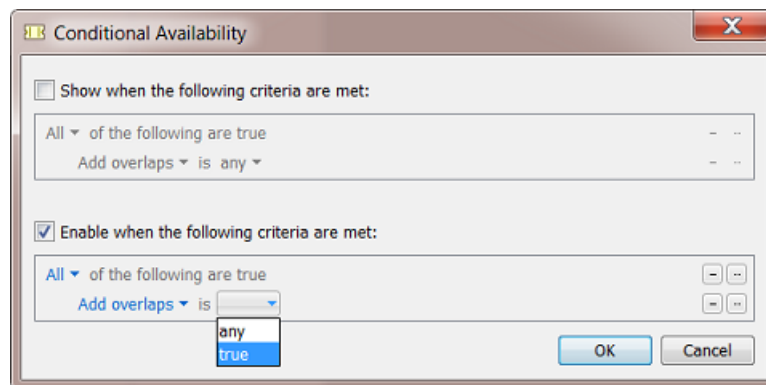 Conditional Availability
Show when the following criteria are met:
All of the following are true
Add overlaps is any
Enable when the following criteria are met:
All of the following are true
Add overlaps is
any
true
OK Cancel